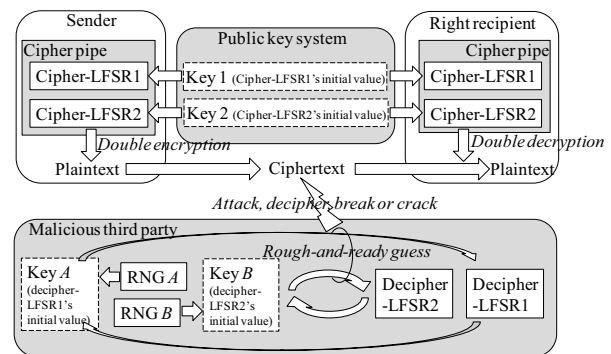 Sender
Public key system
Right recipient
Cipher pipe
Cipher pipe
Cipher-LFSR1
Key 1 (Cipher-LFSR1's initial value)
Cipher-LFSR1
Cipher-LFSR2
Key 2 (Cipher-LFSR2's initial value)
Cipher-LFSR2
Double encryption
Double decryption
Plaintext
Ciphertext
Plaintext
Attack, decipher, break or crack
Malicious third party
Rough-and-ready guess
Key A
(decipher-
LFSR1's
initial value)
RNG A
RNG B
Key B
(decipher-
LFSR2's
initial value)
Decipher
-LFSR2
Decipher
-LFSR1